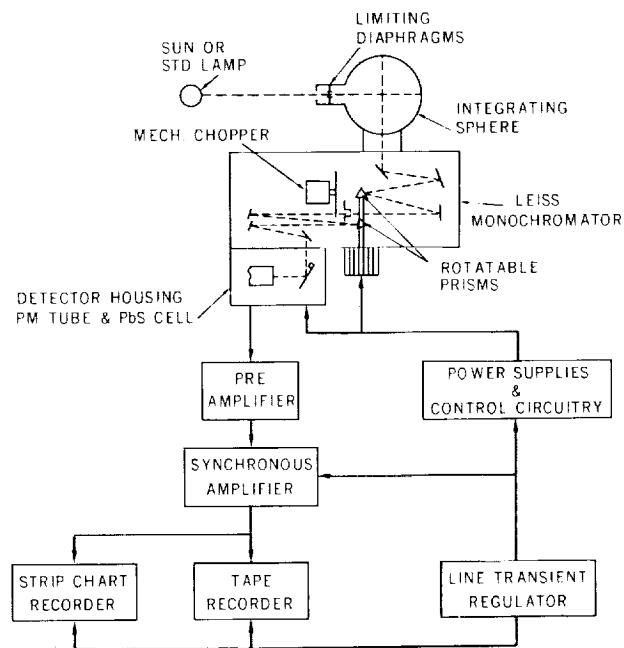 LIMITING
DIAPHRAGMS
SUN OR
STD LAMP
INTEGRATING
SPHERE
MECH. CHOPPER
LEISS
MONOCHROMATOR
ROTATABLE
PRISMS
DETECTOR HOUSING
PM TUBE & PbS CELL
PRE
AMPLIFIER
POWER SUPPLIES
&
CONTROL CIRCUITRY
SYNCHRONOUS
AMPLIFIER
STRIP CHART
RECORDER
TAPE
RECORDER
LINE TRANSIENT
REGULATOR